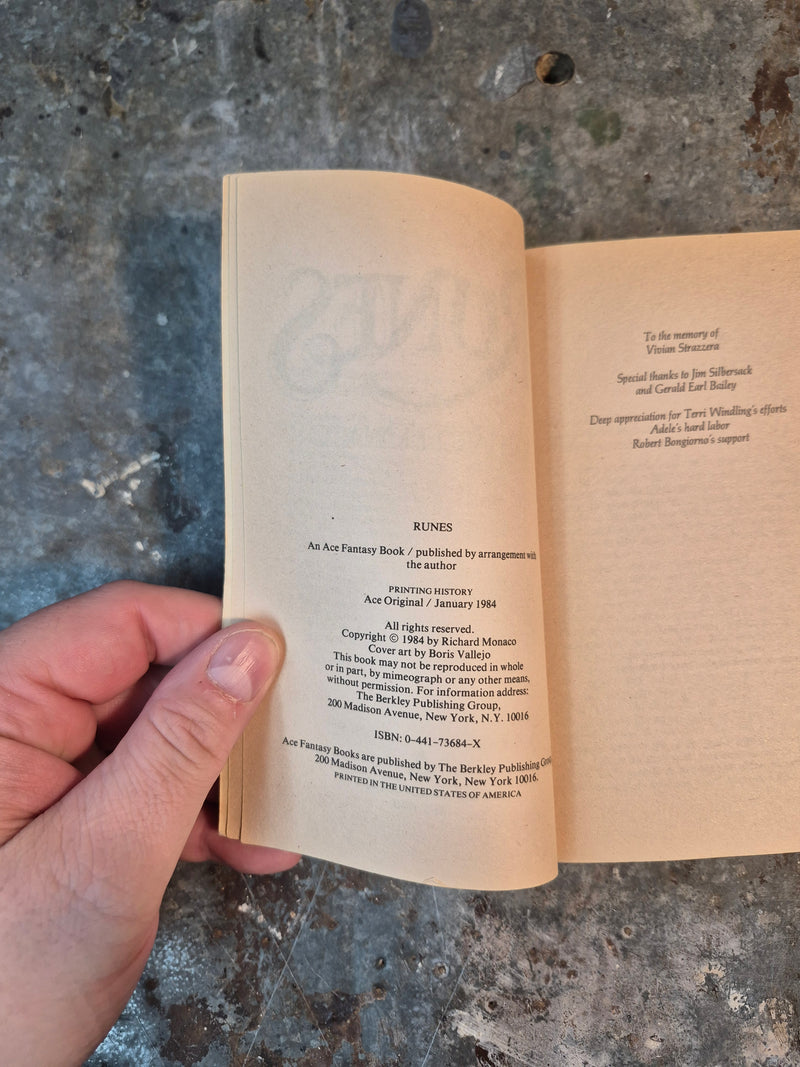 RUNES
An Ace Fantasy Book / published by arrangement with
the author
PRINTING HISTORY
Ace Original / January 1984
All rights reserved.
Copyright © 1984 by Richard Monaco
Cover art by Boris Vallejo
This book may not be reproduced in whole
or in part, by mimeograph or any other means,
without permission. For information address:
The Berkley Publishing Group,
200 Madison Avenue, New York, N.Y. 10016
ISBN: 0-441-73684-X
Ace Fantasy Books are published by The Berkley Publishing Grou
200 Madison Avenue, New York, New York 10016.
PRINTED IN THE UNITED STATES OF AMERICA
To the memory of
Vivian Strazzera
Special thanks to Jim Silbersack
and Gerald Earl Bailey
Deep appreciation for Terri Windling's efforts
Adele's hard labor
Robert Bongiorno's support